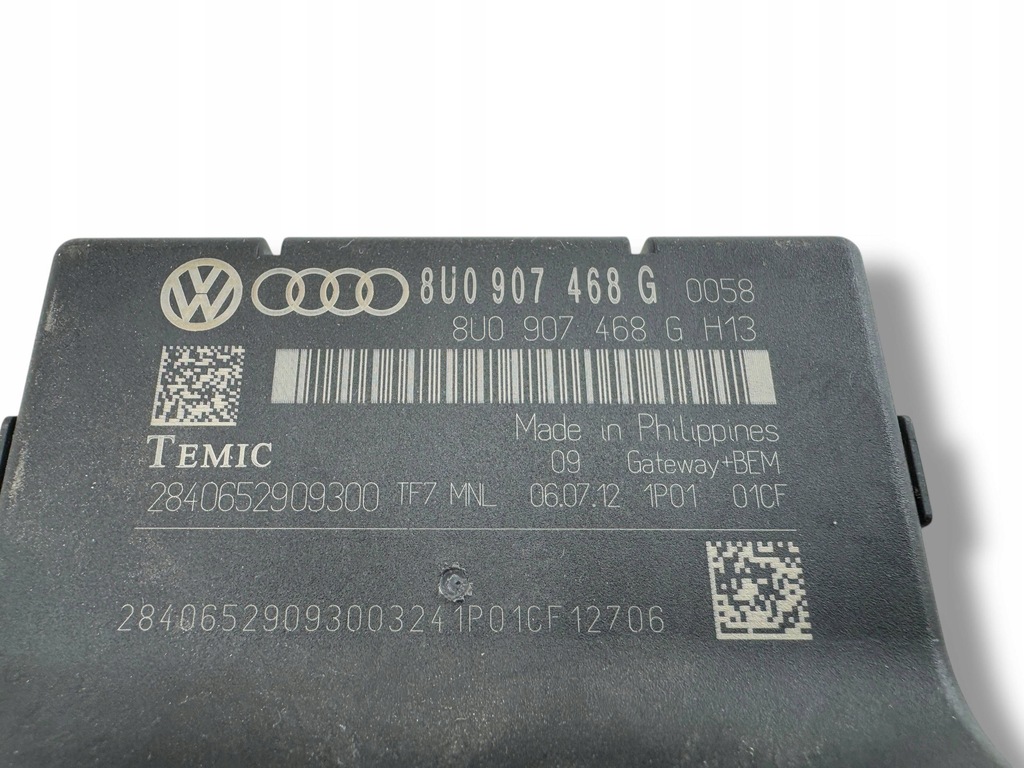 8U0 907 468 G 0058
8U0 907 468 G H13
Made in Philippines
TEMIC 09 Gateway+BEM
2840652909300 TF7 MNL 06.07.12 1P01 01CF
28406529093003241P01CF12706